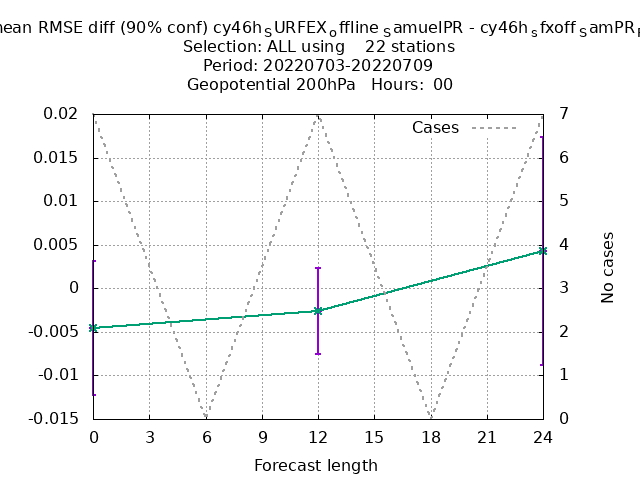 nean RMSE diff (90% conf) cy46h_SURFEX_offline_SamuelPR - cy46h_sfxoff_SamPR
Selection: ALL using    22 stations
Period: 20220703-20220709
Geopotential 200hPa   Hours:  00
Cases
0.02
0.015
0.01
0.005
0
-0.005
-0.01
-0.015
7
6
5
4
3
2
1
0
No cases
0 3 6 9 12 15 18 21 24
Forecast length